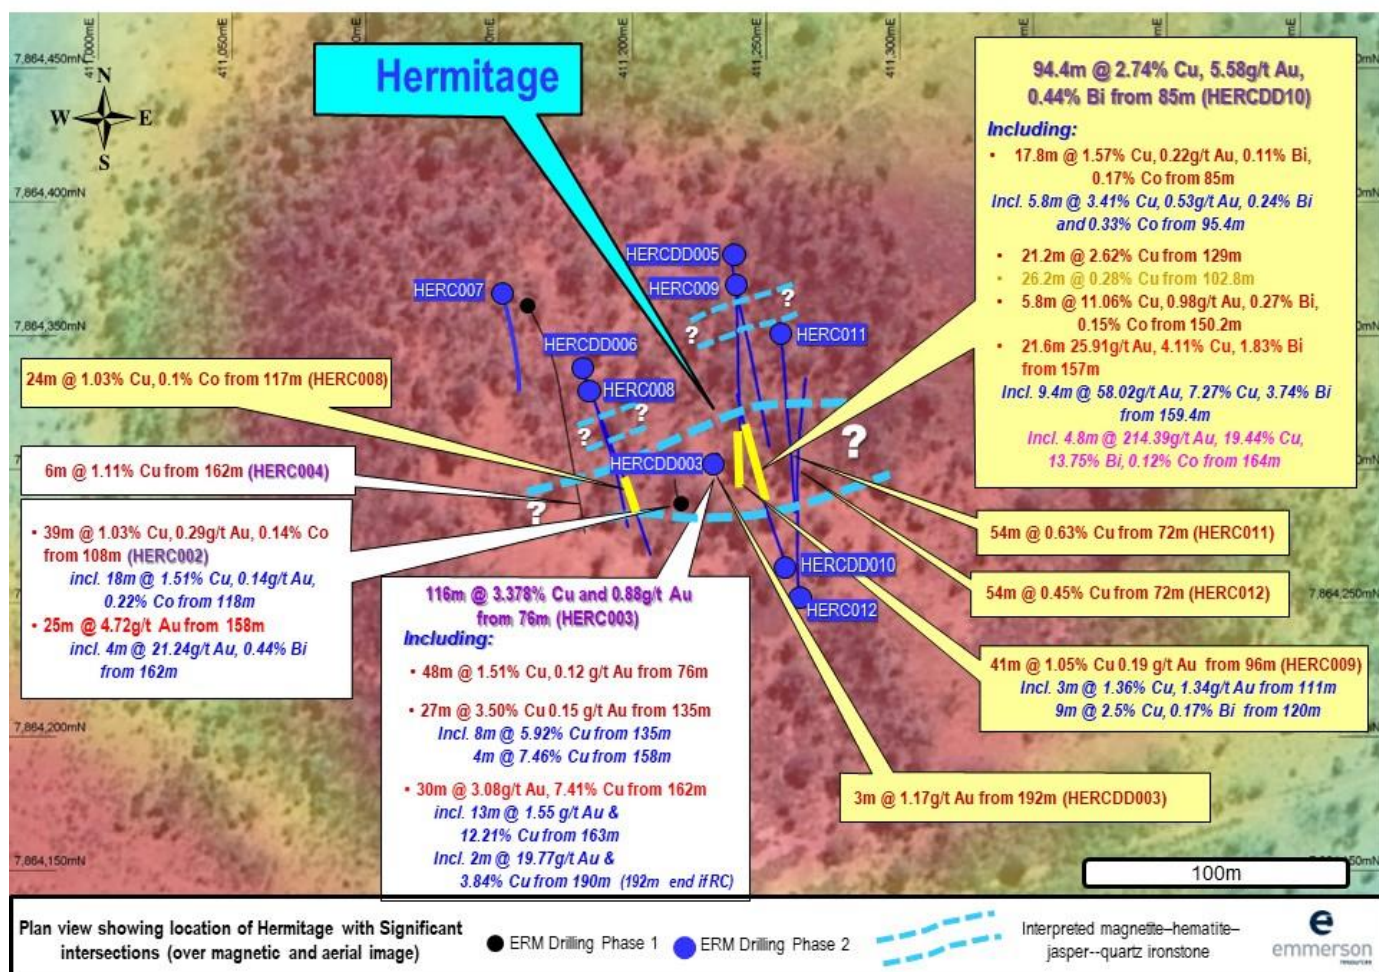 411,000mE
411,050mE
411,200mE
411,250mE
411,300mE
7,864,450mN
7,864,400mN
7,864,350mN
7,864,200mN
7,864,150mN
7,864,250mN
N
W E
S
Hermitage
94.4m @ 2.74% Cu, 5.58g/t Au,
0.44% Bi from 85m (HERCDD10)
Including:
• 17.8m @ 1.57% Cu, 0.22g/t Au, 0.11% Bi,
0.17% Co from 85m
Incl. 5.8m @ 3.41% Cu, 0.53g/t Au, 0.24% Bi
and 0.33% Co from 95.4m
• 21.2m @ 2.62% Cu from 129m
• 26.2m @ 0.28% Cu from 102.8m
• 5.8m @ 11.06% Cu, 0.98g/t Au, 0.27% Bi,
0.15% Co from 150.2m
• 21.6m 25.91g/t Au, 4.11% Cu, 1.83% Bi
from 157m
Incl. 9.4m @ 58.02g/t Au, 7.27% Cu, 3.74% Bi
from 159.4m
Incl. 4.8m @ 214.39g/t Au, 19.44% Cu,
13.75% Bi, 0.12% Co from 164m
HERCDD005
HERC009
HERC007
HERC011
HERCDD006
HERC008
HERCDD003
HERCDD010
HERC012
?
?
?
?
?
?
24m @ 1.03% Cu, 0.1% Co from 117m (HERC008)
6m @ 1.11% Cu from 162m (HERC004)
• 39m @ 1.03% Cu, 0.29g/t Au, 0.14% Co
from 108m (HERC002)
incl. 18m @ 1.51% Cu, 0.14g/t Au,
0.22% Co from 118m
• 25m @ 4.72g/t Au from 158m
incl. 4m @ 21.24g/t Au, 0.44% Bi
from 162m
116m @ 3.378% Cu and 0.88g/t Au
from 76m (HERC003)
Including:
• 48m @ 1.51% Cu, 0.12 g/t Au from 76m
• 27m @ 3.50% Cu 0.15 g/t Au from 135m
Incl. 8m @ 5.92% Cu from 135m
4m @ 7.46% Cu from 158m
• 30m @ 3.08g/t Au, 7.41% Cu from 162m
incl. 13m @ 1.55 g/t Au &
12.21% Cu from 163m
Incl. 2m @ 19.77g/t Au &
3.84% Cu from 190m (192m end if RC)
54m @ 0.63% Cu from 72m (HERC011)
54m @ 0.45% Cu from 72m (HERC012)
41m @ 1.05% Cu 0.19 g/t Au from 96m (HERC009)
Incl. 3m @ 1.36% Cu, 1.34g/t Au from 111m
9m @ 2.5% Cu, 0.17% Bi from 120m
3m @ 1.17g/t Au from 192m (HERCDD003)
100m
Plan view showing location of Hermitage with Significant
intersections (over magnetic and aerial image)
ERM Drilling Phase 1
ERM Drilling Phase 2
Interpreted magnetite–hematite–
jasper--quartz ironstone
e
emmerson
resources